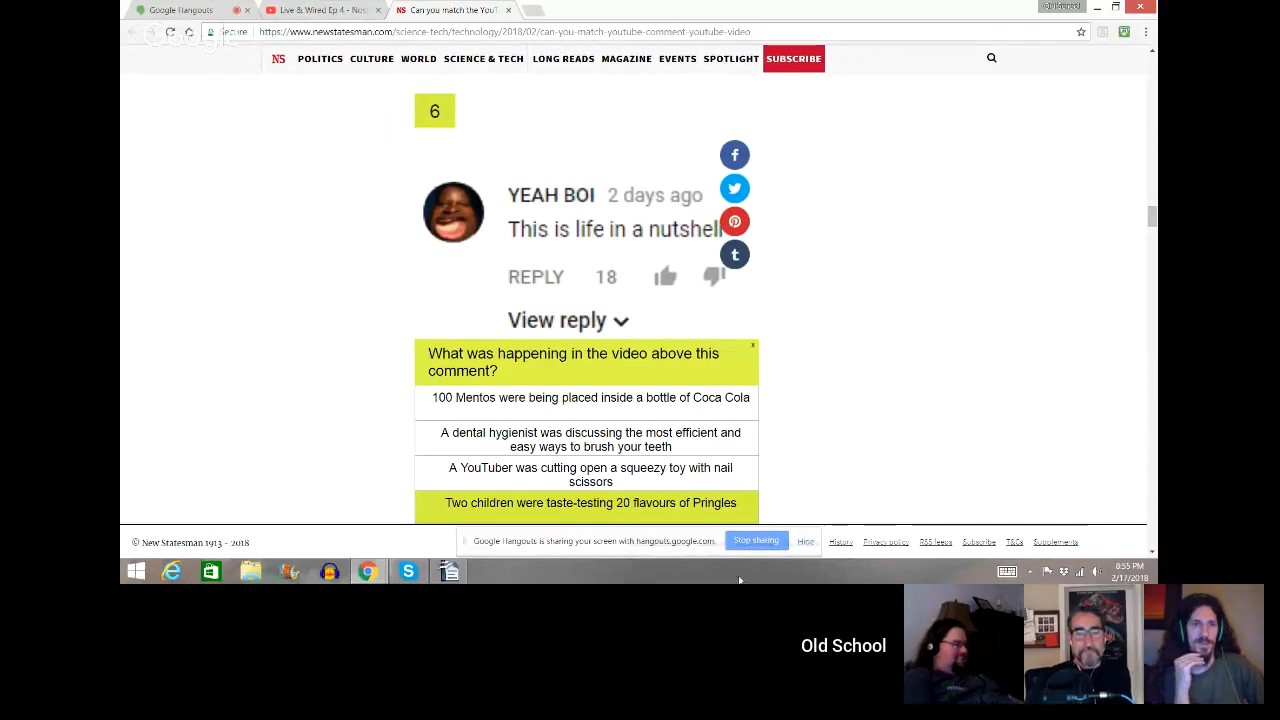 Google Hangouts
Live & Wired Ep 4 - Nos
Can you match the YouT
Old School
Google
Secure
https://www.newstatesman.com/science-tech/technology/2018/02/can-you-match-youtube-comment-youtube-video
NS POLITICS CULTURE WORLD SCIENCE & TECH LONG READS MAGAZINE EVENTS SPOTLIGHT SUBSCRIBE
6
YEAH BOI 2 days ago
This is life in a nutshell
REPLY 18
View reply
What was happening in the video above this
comment?
x
100 Mentos were being placed inside a bottle of Coca Cola
A dental hygienist was discussing the most efficient and
easy ways to brush your teeth
A YouTuber was cutting open a squeezy toy with nail
scissors
Two children were taste-testing 20 flavours of Pringles
© New Statesman 1913 - 2018
Google Hangouts is sharing your screen with hangouts.google.com.
Stop sharing
Hide
History Privacy policy RSS feeds Subscribe T&Cs Supplements
8:55 PM
2/17/2018
Old School